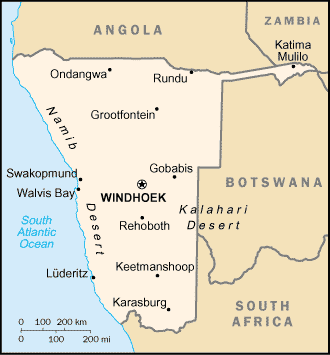 ANGOLA
ZAMBIA
Katima
Mulilo
Ondangwa
Rundu
Grootfontein
Namib
Desert
Gobabis
Swakopmund
Walvis Bay
WINDHOEK
BOTSWANA
Kalahari
Desert
Rehoboth
South
Atlantic
Ocean
Keetmanshoop
Lüderitz
Karasburg
SOUTH
AFRICA
0 100 200 km
0 100 200 mi